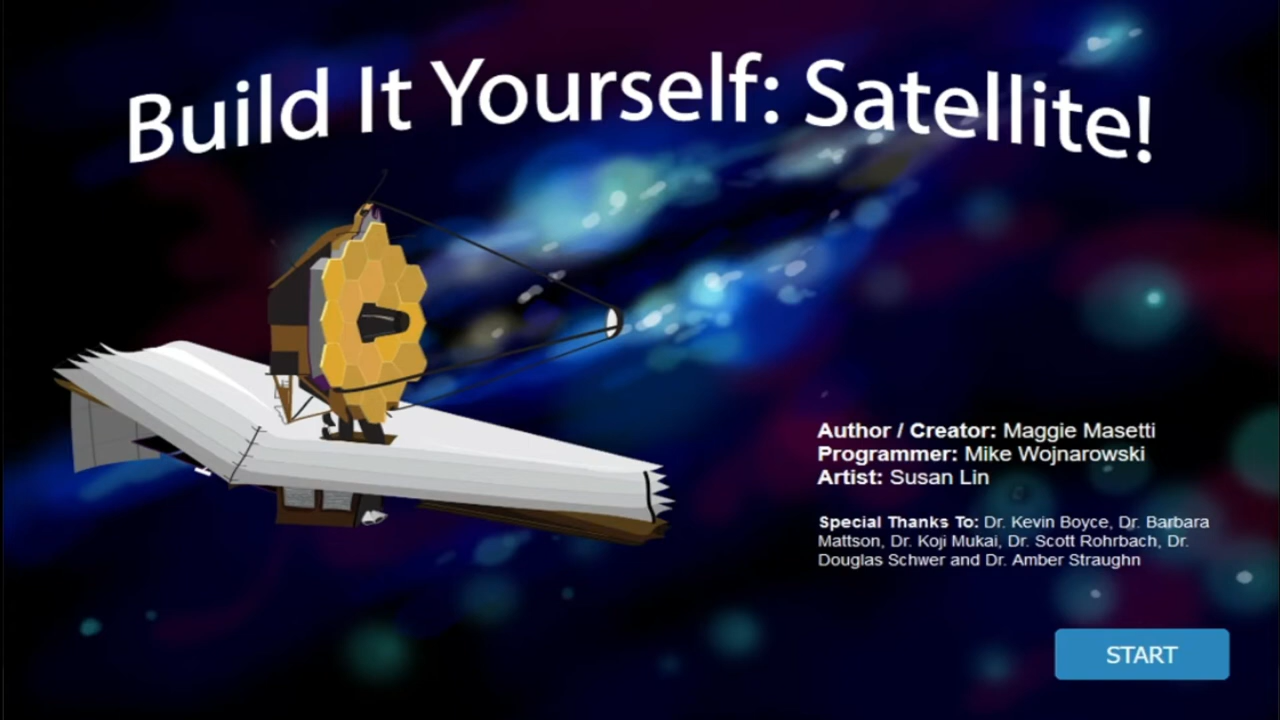 Build It Yourself: Satellite!
Author / Creator: Maggie Masetti
Programmer: Mike Wojnarowski
Artist: Susan Lin
Special Thanks To: Dr. Kevin Boyce, Dr. Barbara
Mattson, Dr. Koji Mukai, Dr. Scott Rohrbach, Dr.
Douglas Schwer and Dr. Amber Straughn
START